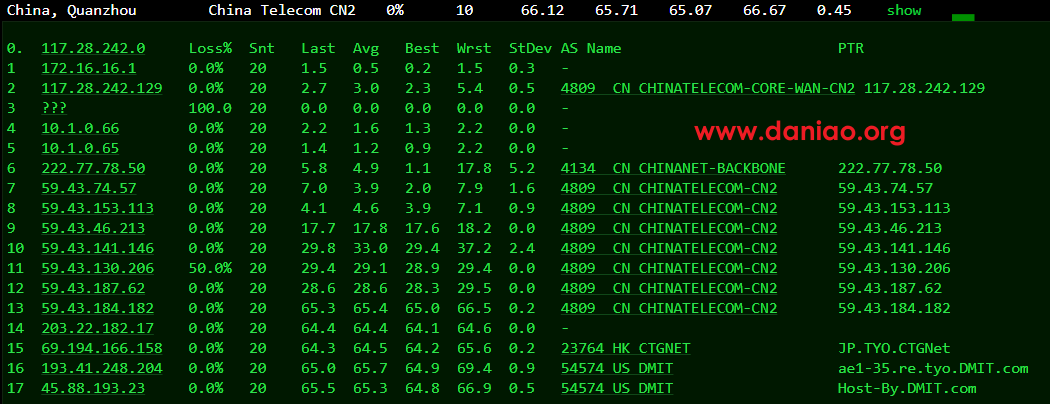 China, Quanzhou China Telecom CN2 0% 10 66.12 65.71 65.07 66.67 0.45 show
0. 117.28.242.0 Loss% Snt Last Avg Best Wrst StDev AS Name PTR
1 172.16.16.1 0.0% 20 1.5 0.5 0.2 1.5 0.3 -
2 117.28.242.129 0.0% 20 2.7 3.0 2.3 5.4 0.5 4809 CN CHINATELECOM-CORE-WAN-CN2 117.28.242.129
3 ??? 100.0 20 0.0 0.0 0.0 0.0 0.0 -
4 10.1.0.66 0.0% 20 2.2 1.6 1.3 2.2 0.0 -
www.daniao.org
5 10.1.0.65 0.0% 20 1.4 1.2 0.9 2.2 0.0 -
6 222.77.78.50 0.0% 20 5.8 4.9 1.1 17.8 5.2 4134 CN CHINANET-BACKBONE 222.77.78.50
7 59.43.74.57 0.0% 20 7.0 3.9 2.0 7.9 1.6 4809 CN CHINATELECOM-CN2 59.43.74.57
8 59.43.153.113 0.0% 20 4.1 4.6 3.9 7.1 0.9 4809 CN CHINATELECOM-CN2 59.43.153.113
9 59.43.46.213 0.0% 20 17.7 17.8 17.6 18.2 0.0 4809 CN CHINATELECOM-CN2 59.43.46.213
10 59.43.141.146 0.0% 20 29.8 33.0 29.4 37.2 2.4 4809 CN CHINATELECOM-CN2 59.43.141.146
11 59.43.130.206 50.0% 20 29.4 29.1 28.9 29.4 0.0 4809 CN CHINATELECOM-CN2 59.43.130.206
12 59.43.187.62 0.0% 20 28.6 28.6 28.3 29.5 0.0 4809 CN CHINATELECOM-CN2 59.43.187.62
13 59.43.184.182 0.0% 20 65.3 65.4 65.0 66.5 0.2 4809 CN CHINATELECOM-CN2 59.43.184.182
14 203.22.182.17 0.0% 20 64.4 64.4 64.1 64.6 0.0 -
15 69.194.166.158 0.0% 20 64.3 64.5 64.2 65.6 0.2 23764 HK CTGNET JP.TYO.CTGNet
16 193.41.248.204 0.0% 20 65.0 65.7 64.9 69.4 0.9 54574 US DMIT ae1-35.re.tyo.DMIT.com
17 45.88.193.23 0.0% 20 65.5 65.3 64.8 66.9 0.5 54574 US DMIT Host-By.DMIT.com